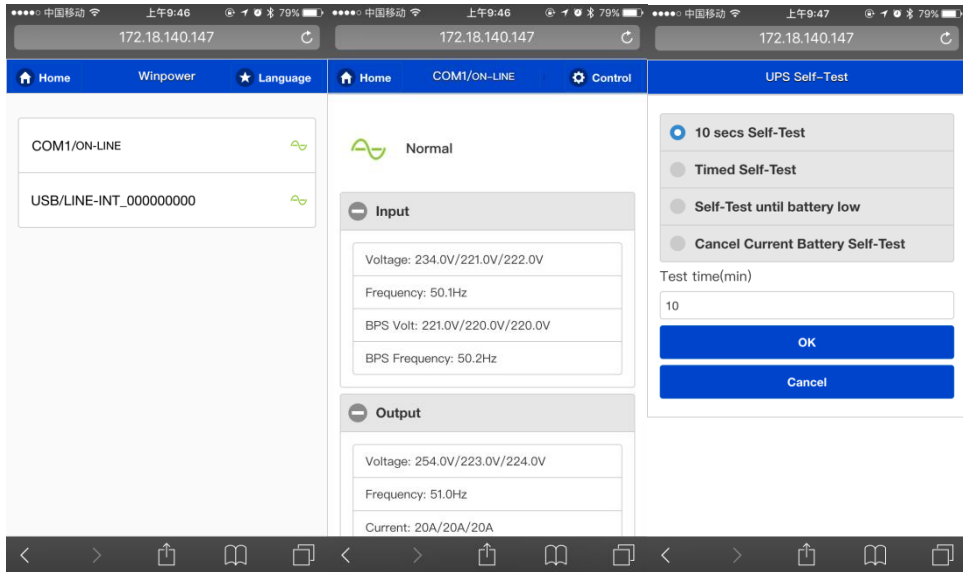 ●●●●○ 中国移动 上午9:46 79%
172.18.140.147
Home Winpower Language
COM1/ON-LINE
USB/LINE-INT_000000000
●●●●○ 中国移动 上午9:46 79%
172.18.140.147
Home COM1/ON-LINE Control
Normal
Input
Voltage: 234.0V/221.0V/222.0V
Frequency: 50.1Hz
BPS Volt: 221.0V/220.0V/220.0V
BPS Frequency: 50.2Hz
Output
Voltage: 254.0V/223.0V/224.0V
Frequency: 51.0Hz
Current: 20A/20A/20A
●●●●○ 中国移动 上午9:47 79%
172.18.140.147
UPS Self-Test
10 secs Self-Test
Timed Self-Test
Self-Test until battery low
Cancel Current Battery Self-Test
Test time(min)
10
OK
Cancel